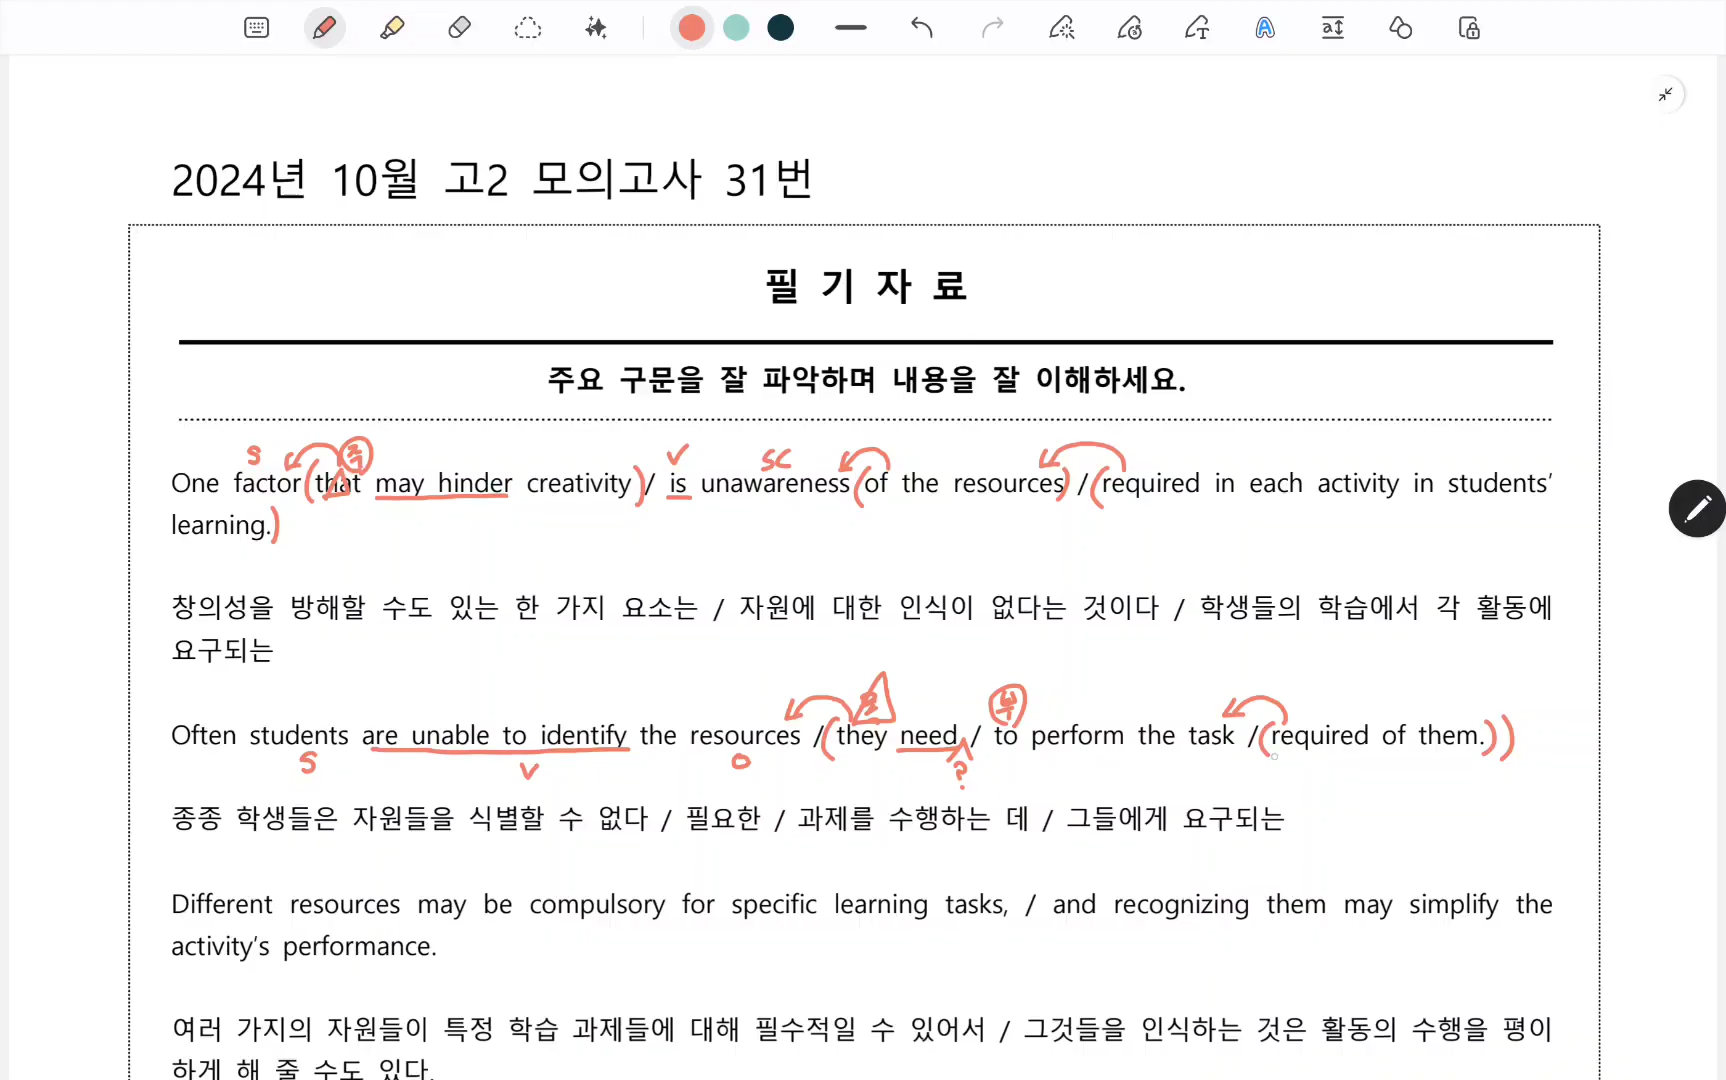 2024년 10월 고2 모의고사 31번
필 기 자 료
주요 구문을 잘 파악하며 내용을 잘 이해하세요.
S 주 V SC
One factor (that may hinder creativity) / is unawareness (of the resources) / (required in each activity in students'
learning.)
창의성을 방해할 수도 있는 한 가지 요소는 / 자원에 대한 인식이 없다는 것이다 / 학생들의 학습에서 각 활동에
요구되는
부
Often students are unable to identify the resources / (they need / to perform the task / (required of them.))
S V O ?
종종 학생들은 자원들을 식별할 수 없다 / 필요한 / 과제를 수행하는 데 / 그들에게 요구되는
Different resources may be compulsory for specific learning tasks, / and recognizing them may simplify the
activity's performance.
여러 가지의 자원들이 특정 학습 과제들에 대해 필수적일 수 있어서 / 그것들을 인식하는 것은 활동의 수행을 평이
하게 해 줄 수도 있다.